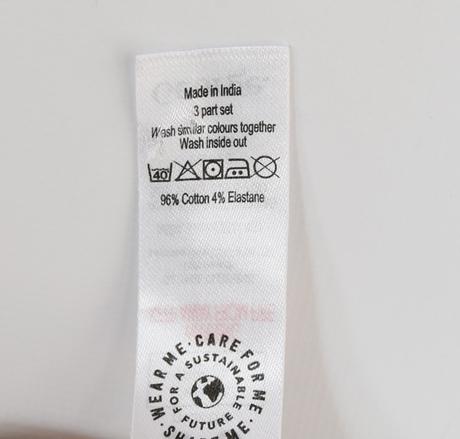 Made in India
3 part set
Wash similar colours together
Wash inside out
40
96% Cotton 4% Elastane
WEAR ME · CARE FOR ME ·
FOR A SUSTAINABLE FUTURE